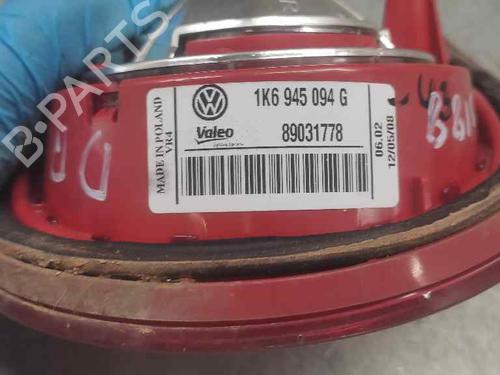 1K6 945 094 G
Valeo
89031778
MADE IN POLAND
VR4
06.02
12/05/08
B-PARTS